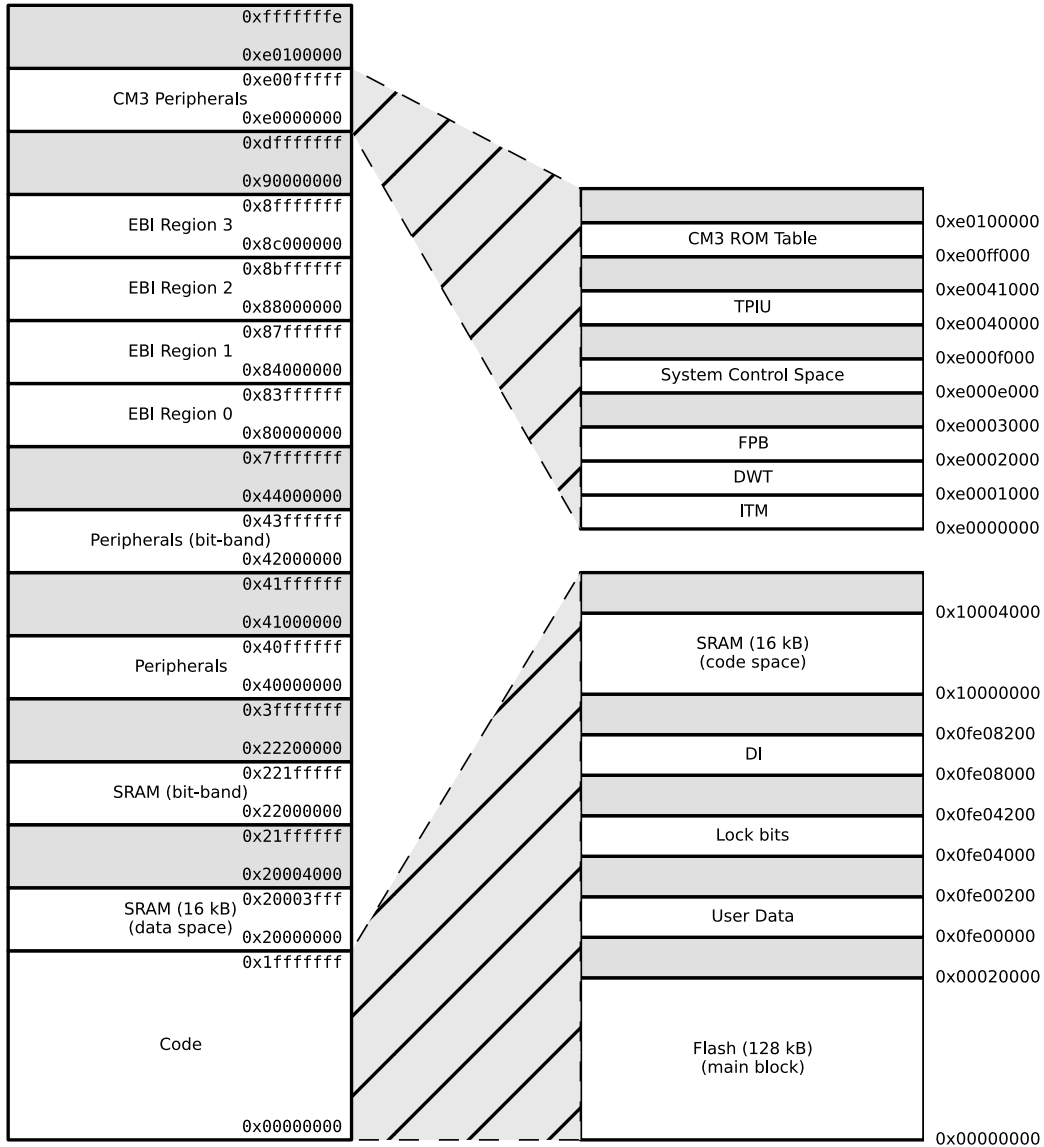 0xfffffffe
0xe0100000
0xe00fffff
CM3 Peripherals
0xe0000000
0xdfffffff
0x90000000
0x8fffffff
EBI Region 3
0x8c000000
0x8bffffff
EBI Region 2
0x88000000
0x87ffffff
EBI Region 1
0x84000000
0x83ffffff
EBI Region 0
0x80000000
0x7fffffff
0x44000000
0x43ffffff
Peripherals (bit-band)
0x42000000
0x41ffffff
0x41000000
0x40ffffff
Peripherals
0x40000000
0x3fffffff
0x22200000
0x221fffff
SRAM (bit-band)
0x22000000
0x21ffffff
0x20004000
0x20003fff
SRAM (16 kB)
(data space)
0x20000000
0x1fffffff
Code
0x00000000
0xe0100000
CM3 ROM Table
0xe00ff000
0xe0041000
TPIU
0xe0040000
0xe000f000
System Control Space
0xe000e000
0xe0003000
FPB
0xe0002000
DWT
0xe0001000
ITM
0xe0000000
0x10004000
SRAM (16 kB)
(code space)
0x10000000
0x0fe08200
DI
0x0fe08000
0x0fe04200
Lock bits
0x0fe04000
0x0fe00200
User Data
0x0fe00000
0x00020000
Flash (128 kB)
(main block)
0x00000000